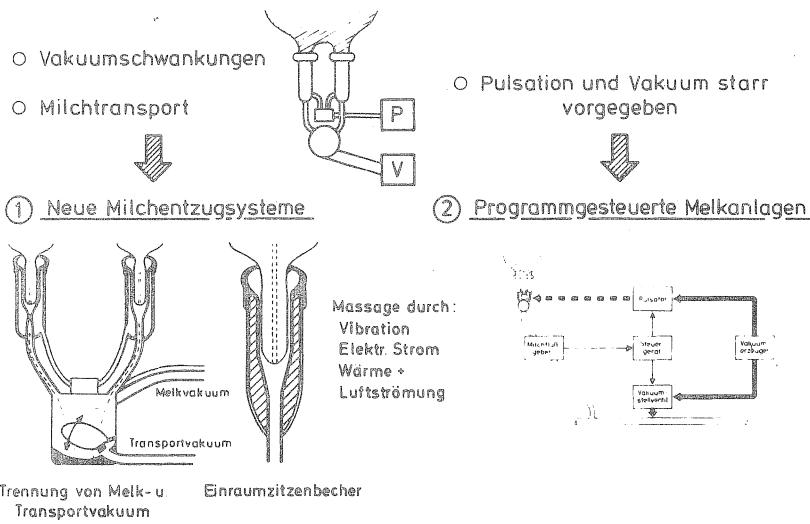 ○ Vakuumschwankungen
○ Milchtransport
P
V
○ Pulsation und Vakuum starr
vorgegeben
① Neue Milchentzugsysteme
② Programmgesteuerte Melkanlagen
Melkvakuum
Transportvakuum
Trennung von Melk- u
Transportvakuum
Einraumzitzenbecher
Massage durch:
Vibration
Elektr. Strom
Wärme +
Luftströmung
Pulsator
Milchfluß
geber
Steuer
gerät
Vakuum
erzeuger
Vakuum
stellventil